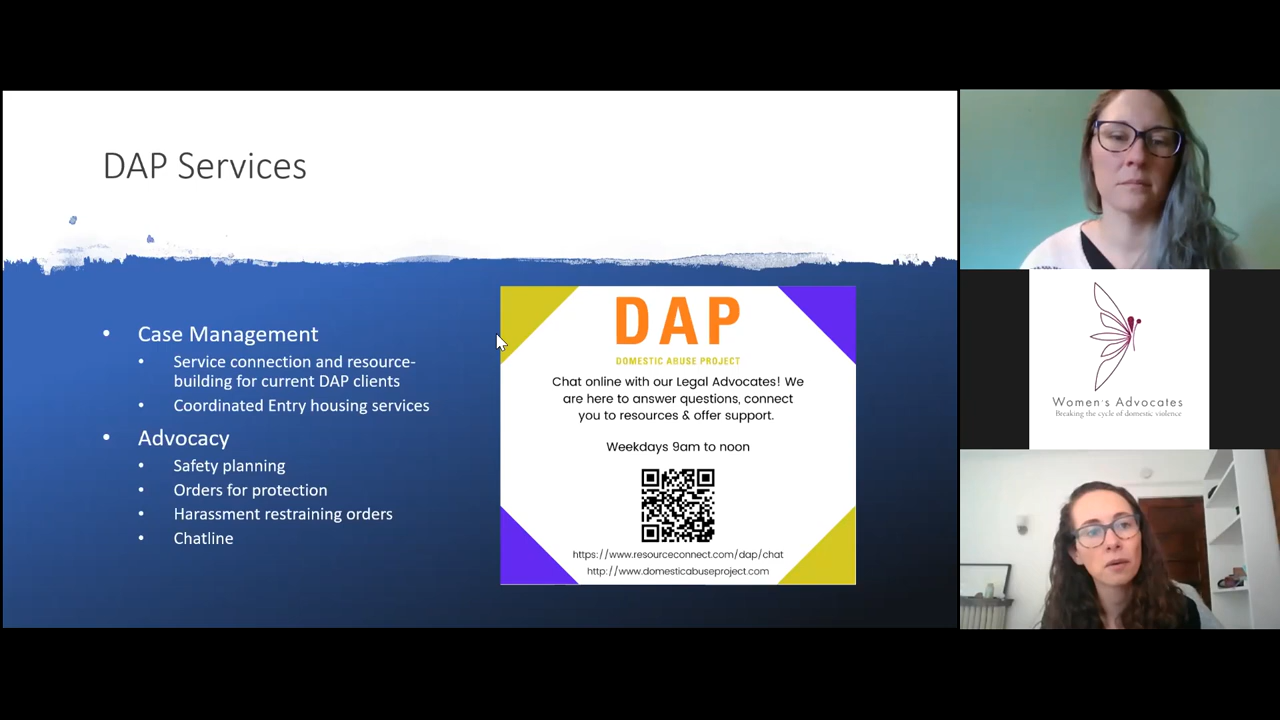 DAP Services
Case Management
Service connection and resource-
building for current DAP clients
Coordinated Entry housing services
Advocacy
Safety planning
Orders for protection
Harassment restraining orders
Chatline
DAP
DOMESTIC ABUSE PROJECT
Chat online with our Legal Advocates! We
are here to answer questions, connect
you to resources & offer support.
Weekdays 9am to noon
https://www.resourceconnect.com/dap/chat
http://www.domesticabuseproject.com
Women's Advocates
Breaking the cycle of domestic violence